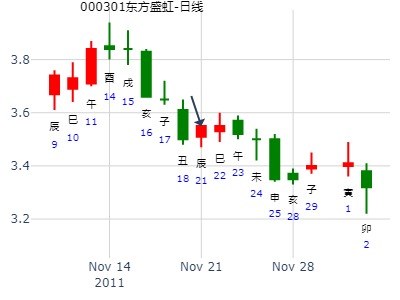 000301东方盛虹-日线
3.8
3.6
3.4
3.2
辰
9
巳
10
午
11
酉
14
戌
15
亥
16
子
17
丑
18
辰
21
巳
22
午
23
未
24
申
25
亥
28
子
29
寅
1
卯
2
Nov 14
2011
Nov 21
Nov 28